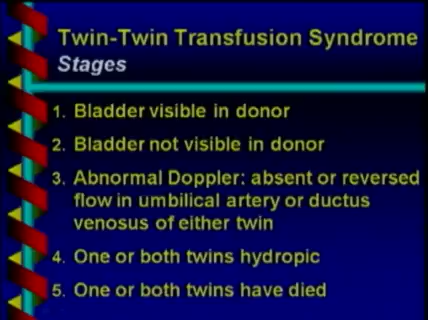 Twin-Twin Transfusion Syndrome
Stages
1. Bladder visible in donor
2. Bladder not visible in donor
3. Abnormal Doppler: absent or reversed
flow in umbilical artery or ductus
venosus of either twin
4. One or both twins hydropic
5. One or both twins have died